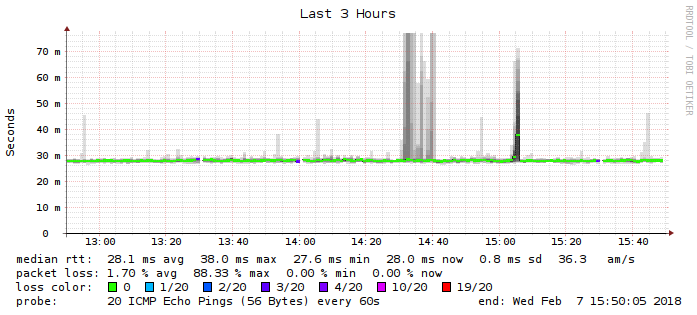 Last 3 Hours
RRDTOOL / TOBI OETIKER
Seconds
70 m
60 m
50 m
40 m
30 m
20 m
10 m
0
13:00 13:20 13:40 14:00 14:20 14:40 15:00 15:20 15:40
median rtt: 28.1 ms avg 38.0 ms max 27.6 ms min 28.0 ms now 0.8 ms sd 36.3 am/s
packet loss: 1.70 % avg 88.33 % max 0.00 % min 0.00 % now
loss color: 0 1/20 2/20 3/20 4/20 10/20 19/20
probe: 20 ICMP Echo Pings (56 Bytes) every 60s end: Wed Feb 7 15:50:05 2018